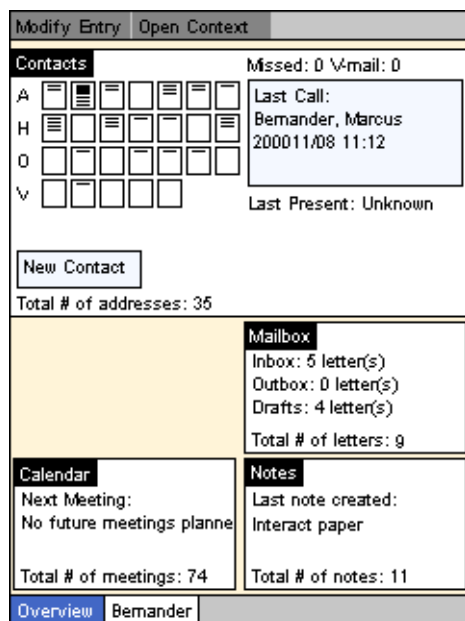 Modify Entry Open Context
Contacts
Missed: 0 V-mail: 0
A
H
O
V
Last Call:
Bernander, Marcus
200011/08 11:12
Last Present: Unknown
New Contact
Total # of addresses: 35
Mailbox
Inbox: 5 letter(s)
Outbox: 0 letter(s)
Drafts: 4 letter(s)
Total # of letters: 9
Calendar
Next Meeting:
No future meetings planne
Total # of meetings: 74
Notes
Last note created:
Interact paper
Total # of notes: 11
Overview Bernander